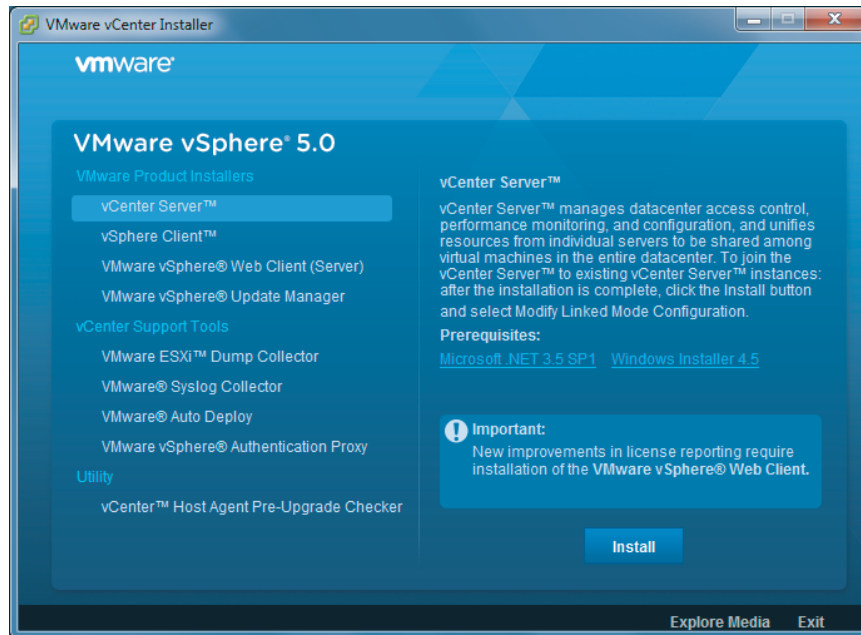 VMware vCenter Installer
vmware®
VMware vSphere® 5.0
VMware Product Installers
vCenter Server™
vSphere Client™
VMware vSphere® Web Client (Server)
VMware vSphere® Update Manager
vCenter Support Tools
VMware ESXi™ Dump Collector
VMware® Syslog Collector
VMware® Auto Deploy
VMware vSphere® Authentication Proxy
Utility
vCenter™ Host Agent Pre-Upgrade Checker
vCenter Server™
vCenter Server™ manages datacenter access control,
performance monitoring, and configuration, and unifies
resources from individual servers to be shared among
virtual machines in the entire datacenter. To join the
vCenter Server™ to existing vCenter Server™ instances:
after the installation is complete, click the Install button
and select Modify Linked Mode Configuration.
Prerequisites:
Microsoft .NET 3.5 SP1 Windows Installer 4.5
Important:
New improvements in license reporting require
installation of the VMware vSphere® Web Client.
Install
Explore Media Exit